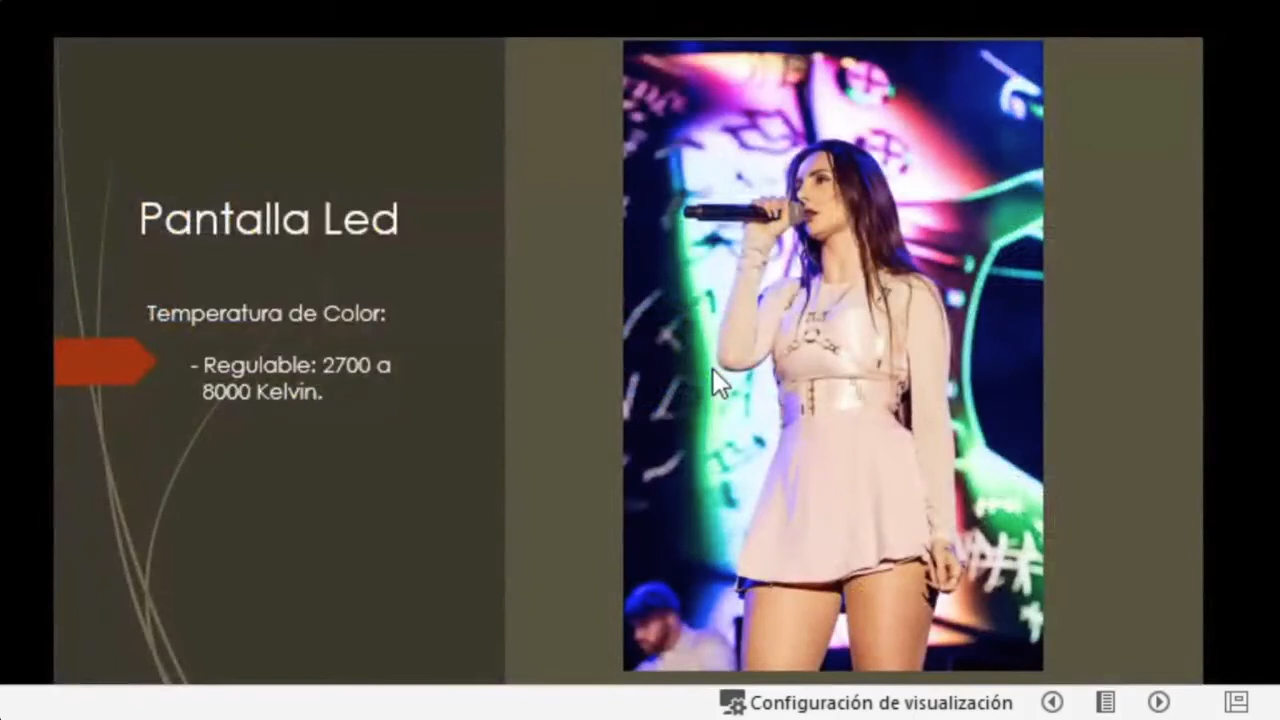 Pantalla Led
Temperatura de Color:
- Regulable: 2700 a
8000 Kelvin.
Configuración de visualización